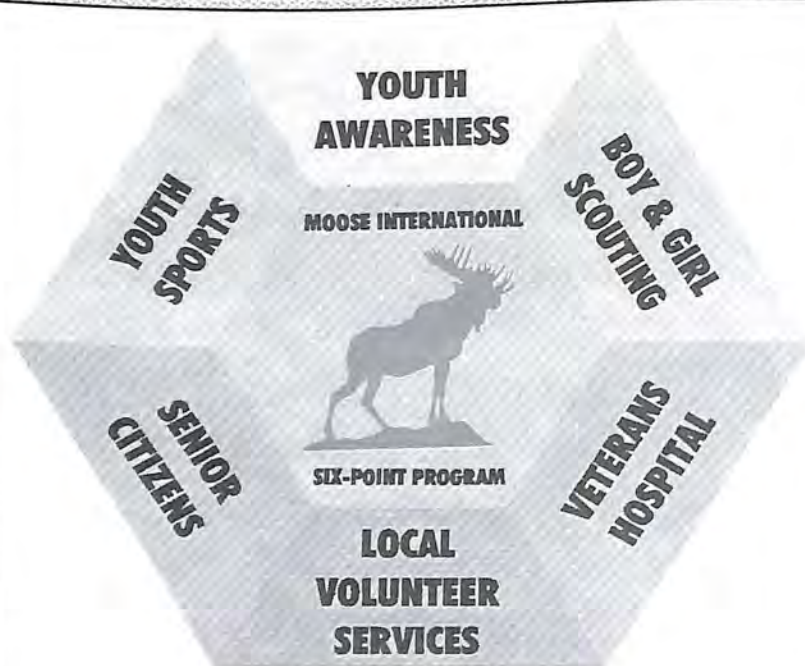 YOUTH
AWARENESS
BOY & GIRL
SCOUTING
VETERANS
HOSPITAL
LOCAL
VOLUNTEER
SERVICES
SENIOR
CITIZENS
YOUTH
SPORTS
MOOSE INTERNATIONAL
SIX-POINT PROGRAM